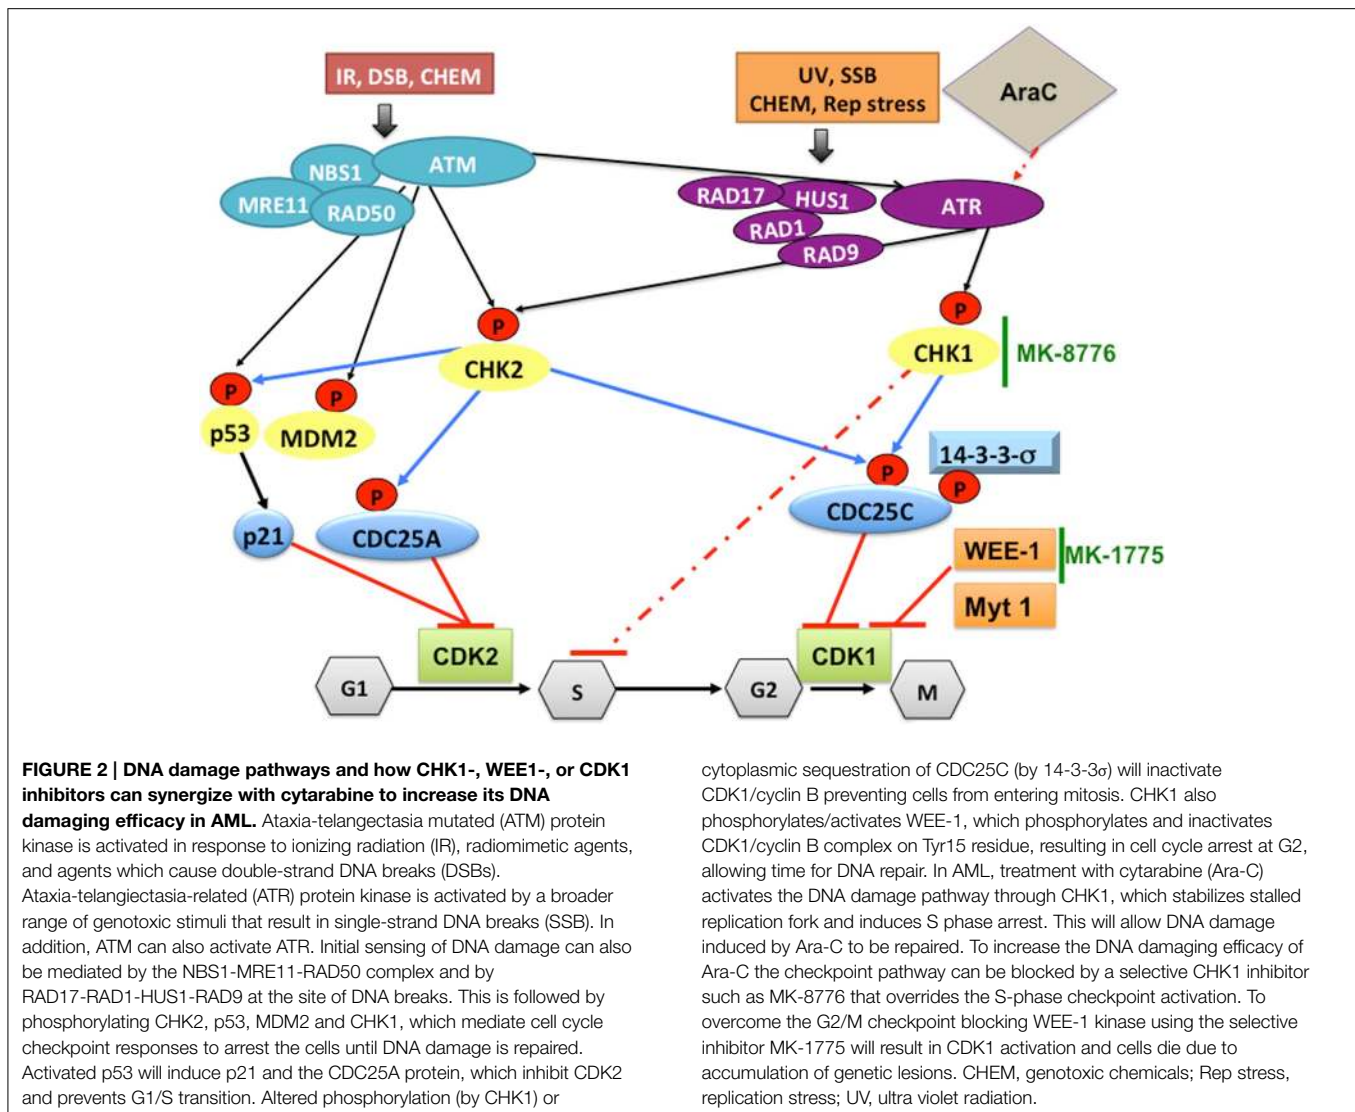 IR, DSB, CHEM
UV, SSB
CHEM, Rep stress
AraC
NBS1
ATM
MRE11
RAD50
RAD17
HUS1
ATR
RAD1
RAD9
P
P
CHK2
CHK1
MK-8776
P
P
p53
MDM2
14-3-3-σ
P
P
P
p21
CDC25A
CDC25C
WEE-1
MK-1775
Myt 1
CDK2
CDK1
G1
S
G2
M
FIGURE 2 | DNA damage pathways and how CHK1-, WEE1-, or CDK1
inhibitors can synergize with cytarabine to increase its DNA
damaging efficacy in AML. Ataxia-telangectasia mutated (ATM) protein
kinase is activated in response to ionizing radiation (IR), radiomimetic agents,
and agents which cause double-strand DNA breaks (DSBs).
Ataxia-telangiectasia-related (ATR) protein kinase is activated by a broader
range of genotoxic stimuli that result in single-strand DNA breaks (SSB). In
addition, ATM can also activate ATR. Initial sensing of DNA damage can also
be mediated by the NBS1-MRE11-RAD50 complex and by
RAD17-RAD1-HUS1-RAD9 at the site of DNA breaks. This is followed by
phosphorylating CHK2, p53, MDM2 and CHK1, which mediate cell cycle
checkpoint responses to arrest the cells until DNA damage is repaired.
Activated p53 will induce p21 and the CDC25A protein, which inhibit CDK2
and prevents G1/S transition. Altered phosphorylation (by CHK1) or
cytoplasmic sequestration of CDC25C (by 14-3-3σ) will inactivate
CDK1/cyclin B preventing cells from entering mitosis. CHK1 also
phosphorylates/activates WEE-1, which phosphorylates and inactivates
CDK1/cyclin B complex on Tyr15 residue, resulting in cell cycle arrest at G2,
allowing time for DNA repair. In AML, treatment with cytarabine (Ara-C)
activates the DNA damage pathway through CHK1, which stabilizes stalled
replication fork and induces S phase arrest. This will allow DNA damage
induced by Ara-C to be repaired. To increase the DNA damaging efficacy of
Ara-C the checkpoint pathway can be blocked by a selective CHK1 inhibitor
such as MK-8776 that overrides the S-phase checkpoint activation. To
overcome the G2/M checkpoint blocking WEE-1 kinase using the selective
inhibitor MK-1775 will result in CDK1 activation and cells die due to
accumulation of genetic lesions. CHEM, genotoxic chemicals; Rep stress,
replication stress; UV, ultra violet radiation.